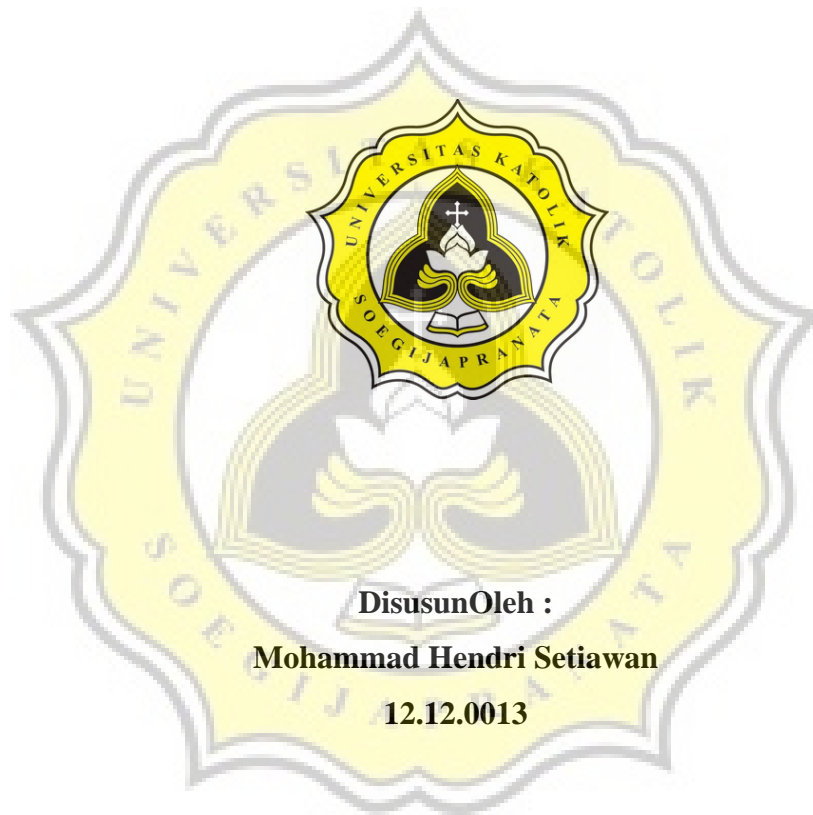 UNIVERSITAS KATOLIK
SOEGIJAPRANATA
UNIVERSITAS KATOLIK
SOEGIJAPRANATA
DisusunOleh :
Mohammad Hendri Setiawan
12.12.0013